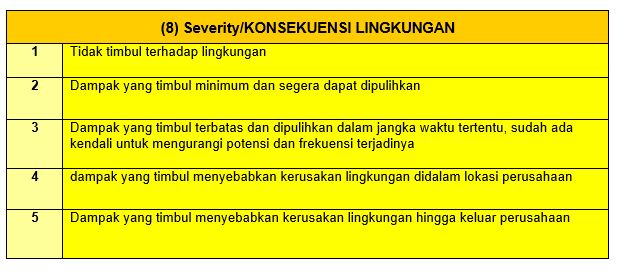 (8) Severity/KONSEKUENSI LINGKUNGAN
1 Tidak timbul terhadap lingkungan
2 Dampak yang timbul minimum dan segera dapat dipulihkan
3 Dampak yang timbul terbatas dan dipulihkan dalam jangka waktu tertentu, sudah ada
kendali untuk mengurangi potensi dan frekuensi terjadinya
4 dampak yang timbul menyebabkan kerusakan lingkungan didalam lokasi perusahaan
5 Dampak yang timbul menyebabkan kerusakan lingkungan hingga keluar perusahaan